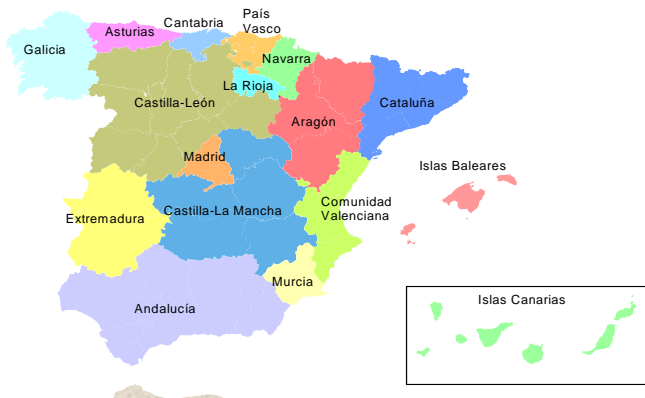 País
Vasco
Cantabria
Asturias
Galicia
Navarra
La Rioja
Castilla-León
Cataluña
Aragón
Madrid
Islas Baleares
Comunidad
Valenciana
Castilla-La Mancha
Extremadura
Murcia
Andalucía
Islas Canarias